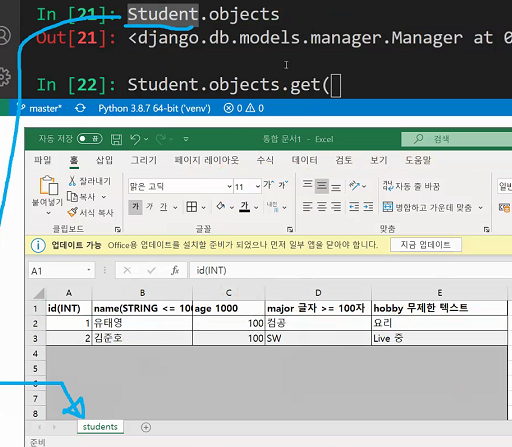 In [21]: Student.objects
Out[21]: <django.db.models.manager.Manager at 0
In [22]: Student.objects.get(
master* Python 3.8.7 64-bit ('venv') 0 0
자동 저장 통합 문서1 - Excel 검색
파일 홈 삽입 그리기 페이지 레이아웃 수식 데이터 검토 보기 도움말
잘라내기
복사
서식 복사
붙여넣기
맑은 고딕 11 가^ 가ˇ
가 가 가 가 내천
자동 줄 바꿈
병합하고 가운데 맞춤
일반
클립보드 글꼴 맞춤
업데이트 가능 Office용 업데이트를 설치할 준비가 되었으나 먼저 일부 앱을 닫아야 합니다. 지금 업데이트
A1 fx id(INT)
A B C D E
1 id(INT) name(STRING <= 10 age 1000 major 글자 >= 100자 hobby 무제한 텍스트
2 1 유태영 100 컴공 요리
3 2 김준호 100 SW Live 중
4
5
6
7
8
students
준비